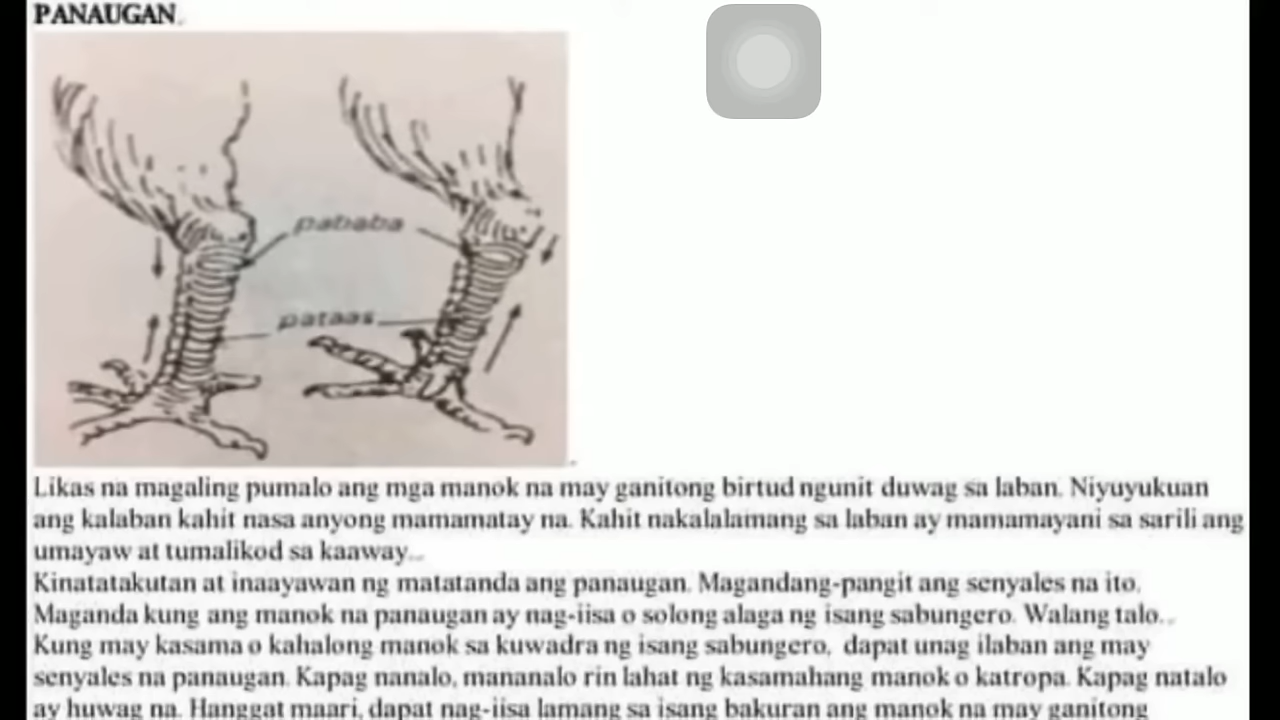 PANAUGAN.
pababa
pataas
Likas na magaling pumalo ang mga manok na may ganitong birtud ngunit duwag sa laban. Niyuyukuan
ang kalaban kahit nasa anyong mamamatay na. Kahit nakalalamang sa laban ay mamamayani sa sarili ang
umayaw at tumalikod sa kaaway...
Kinatatakutan at inaayawan ng matatanda ang panaugan. Magandang-pangit ang senyales na ito.
Maganda kung ang manok na panaugan ay nag-iisa o solong alaga ng isang sabungero. Walang talo..
Kung may kasama o kahalong manok sa kuwadra ng isang sabungero, dapat unag ilaban ang may
senyales na panaugan. Kapag nanalo, mananalo rin lahat ng kasamahang manok o katropa. Kapag natalo
ay huwag na. Hanggat maari, dapat nag-iisa lamang sa isang bakuran ang manok na may ganitong